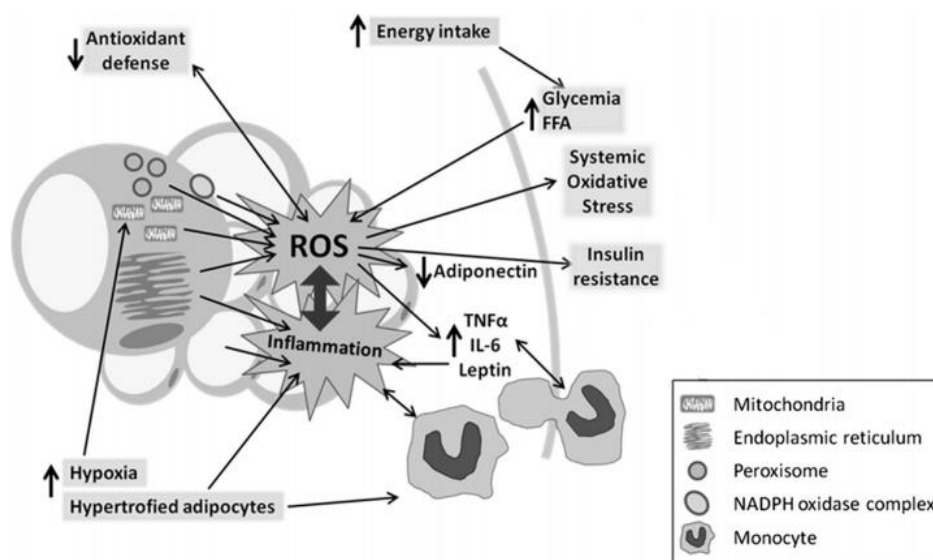 Antioxidant
defense
Energy intake
Glycemia
FFA
Systemic
Oxidative
Stress
ROS
Insulin
resistance
Adiponectin
TNFα
IL-6
Leptin
Inflammation
Hypoxia
Hypertrofied adipocytes
Mitochondria
Endoplasmic reticulum
Peroxisome
NADPH oxidase complex
Monocyte